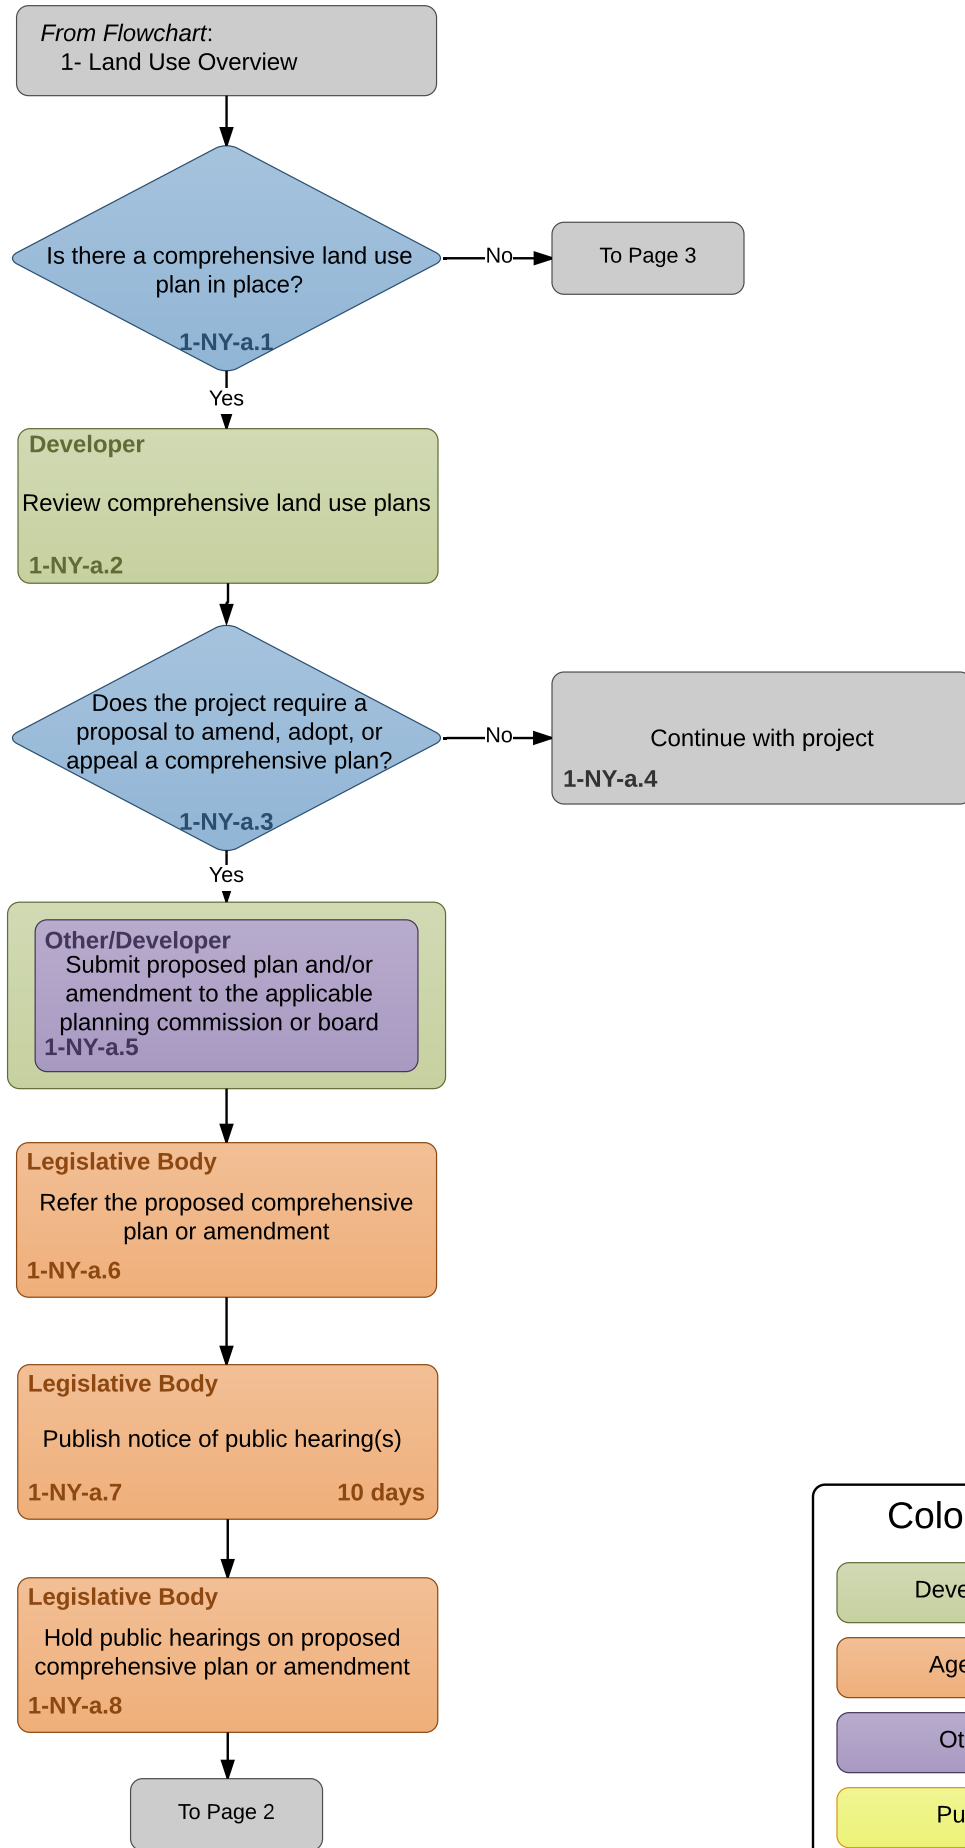 From Flowchart:
1- Land Use Overview
Is there a comprehensive land use
plan in place?
1-NY-a.1
No
To Page 3
Yes
Developer
Review comprehensive land use plans
1-NY-a.2
Does the project require a
proposal to amend, adopt, or
appeal a comprehensive plan?
1-NY-a.3
No
Continue with project
1-NY-a.4
Yes
Other/Developer
Submit proposed plan and/or
amendment to the applicable
planning commission or board
1-NY-a.5
Legislative Body
Refer the proposed comprehensive
plan or amendment
1-NY-a.6
Legislative Body
Publish notice of public hearing(s)
1-NY-a.7 10 days
Legislative Body
Hold public hearings on proposed
comprehensive plan or amendment
1-NY-a.8
To Page 2